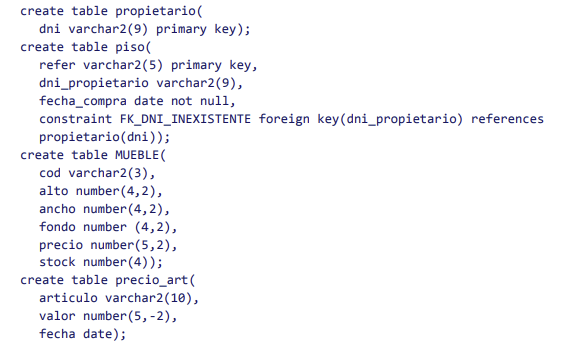 create table propietario(
dni varchar2(9) primary key);
create table piso(
refer varchar2(5) primary key,
dni_propietario varchar2(9),
fecha_compra date not null,
constraint FK_DNI_INEXISTENTE foreign key(dni_propietario) references
propietario(dni));
create table MUEBLE(
cod varchar2(3),
alto number(4,2),
ancho number(4,2),
fondo number (4,2),
precio number(5,2),
stock number(4));
create table precio_art(
articulo varchar2(10),
valor number(5,-2),
fecha date);